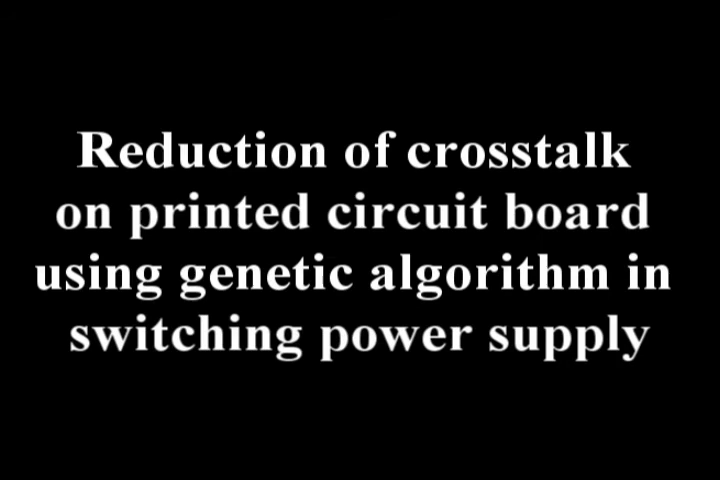 Reduction of crosstalk
on printed circuit board
using genetic algorithm in
switching power supply